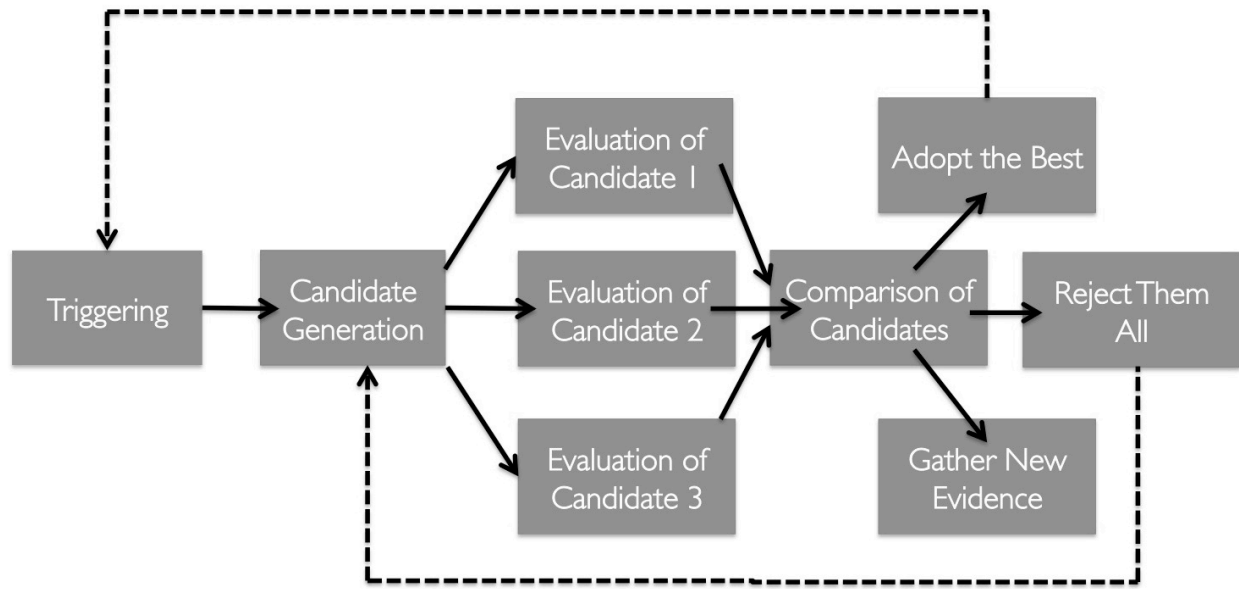 Triggering
Candidate
Generation
Evaluation of
Candidate 1
Evaluation of
Candidate 2
Evaluation of
Candidate 3
Comparison of
Candidates
Adopt the Best
Reject Them
All
Gather New
Evidence